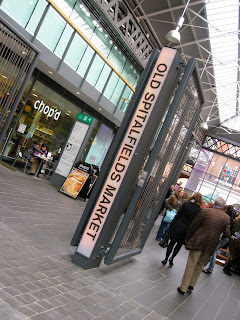 chop'd
OLD SPITALFIELDS MARKET